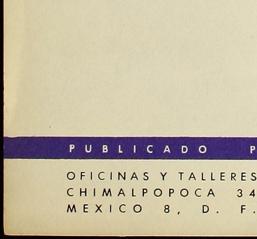 PUBLICADO P
OFICINAS Y TALLERES
CHIMALPOPOCA 34
MEXICO 8, D. F.